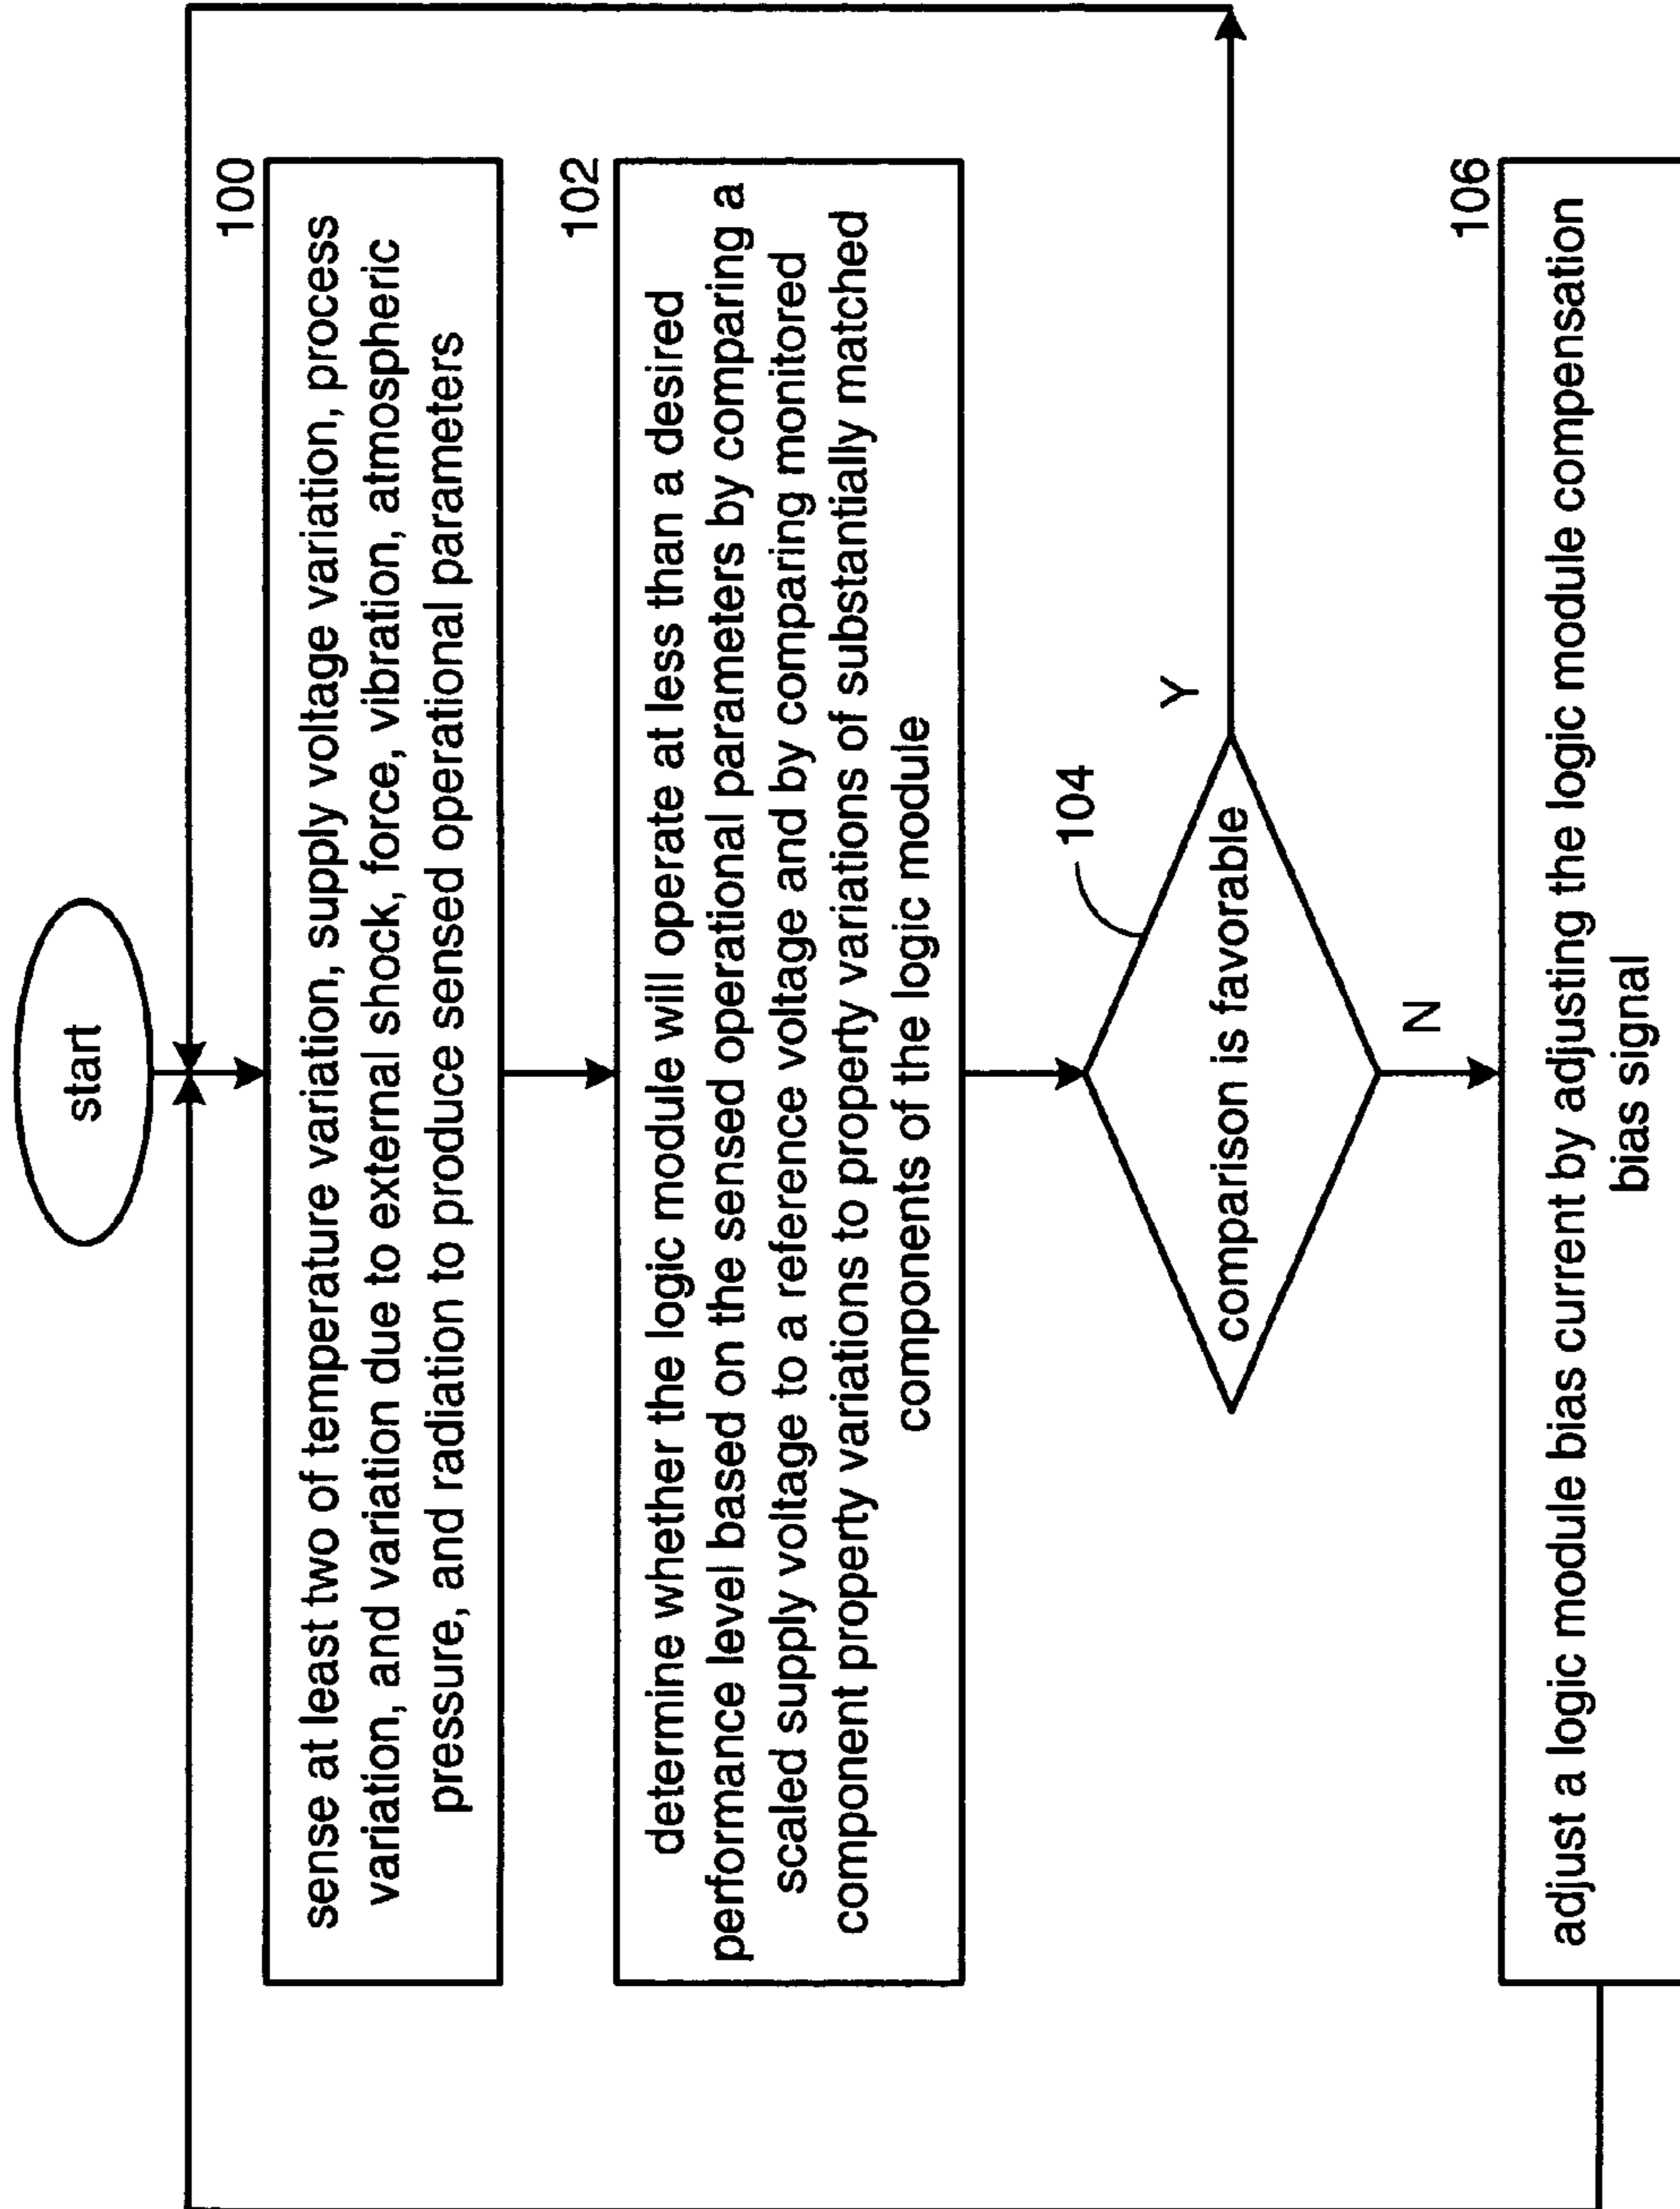 start
100
sense at least two of temperature variation, supply voltage variation, process
variation, and variation due to external shock, force, vibration, atmospheric
pressure, and radiation to produce sensed operational parameters
102
determine whether the logic module will operate at less than a desired
performance level based on the sensed operational parameters by comparing a
scaled supply voltage to a reference voltage and by comparing monitored
component property variations to property variations of substantially matched
components of the logic module
104
comparison is favorable
Y
N
106
adjust a logic module bias current by adjusting the logic module compensation
bias signal